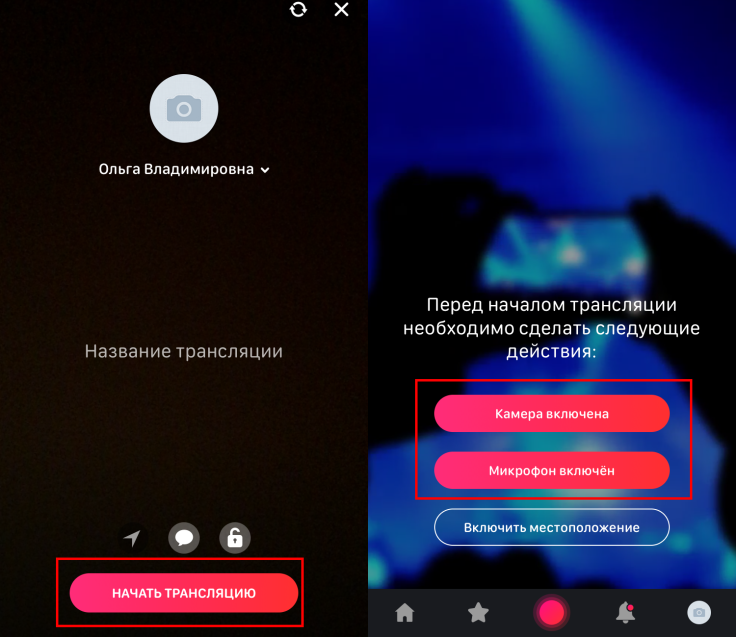 Ольга Владимировна
Название трансляции
НАЧАТЬ ТРАНСЛЯЦИЮ
Перед началом трансляции
необходимо сделать следующие
действия:
Камера включена
Микрофон включён
Включить местоположение